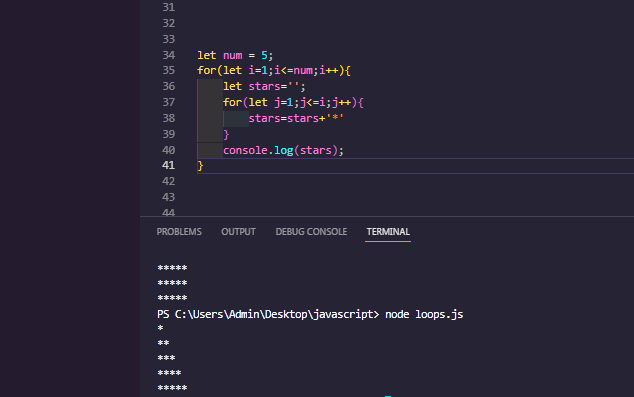 31
32
33
34 let num = 5;
35 for(let i=1;i<=num;i++){
36 let stars='';
37 for(let j=1;j<=i;j++){
38 stars=stars+'*'
39 }
40 console.log(stars);
41 }
42
43
44
PROBLEMS OUTPUT DEBUG CONSOLE TERMINAL
*****
*****
*****
PS C:\Users\Admin\Desktop\javascript> node loops.js
*
**
***
****
*****